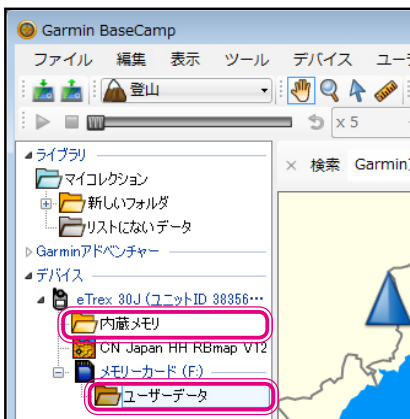 Garmin BaseCamp
ファイル 編集 表示 ツール デバイス ユー
登山
x 5
ライブラリ
マイコレクション
新しいフォルダ
リストにないデータ
Garminアドベンチャー
デバイス
eTrex 30J (ユニットID 38356…
内蔵メモリ
CN Japan HH RBmap V12
メモリーカード (F:)
ユーザーデータ
× 検索 Garmin